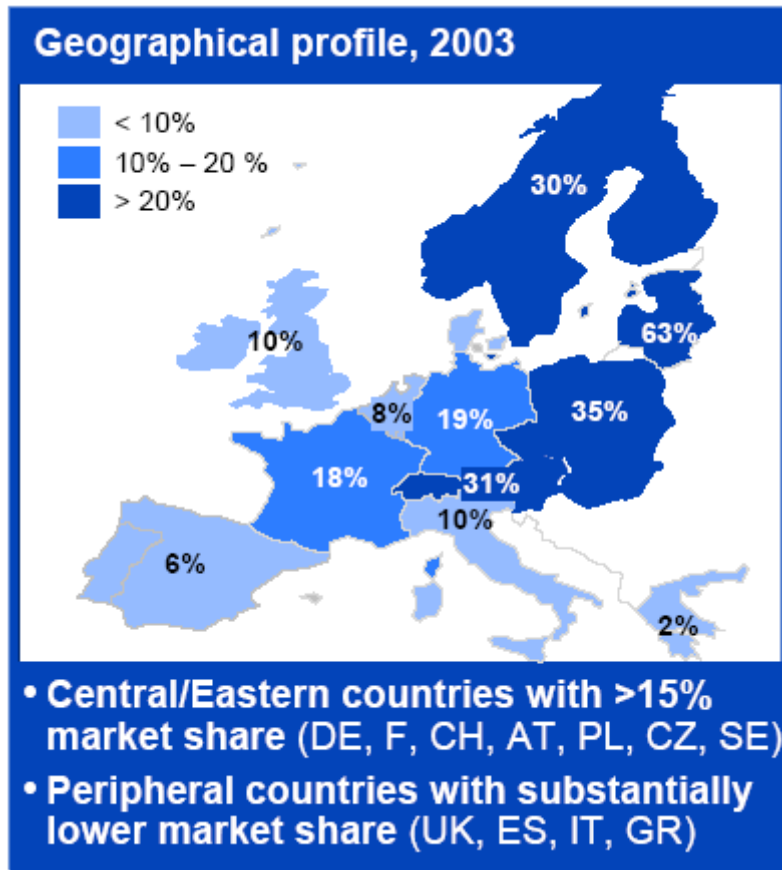 Geographical profile, 2003
< 10%
10% – 20 %
> 20%
30%
63%
10%
8%
19%
35%
18%
31%
10%
6%
2%
• Central/Eastern countries with >15%
market share (DE, F, CH, AT, PL, CZ, SE)
• Peripheral countries with substantially
lower market share (UK, ES, IT, GR)